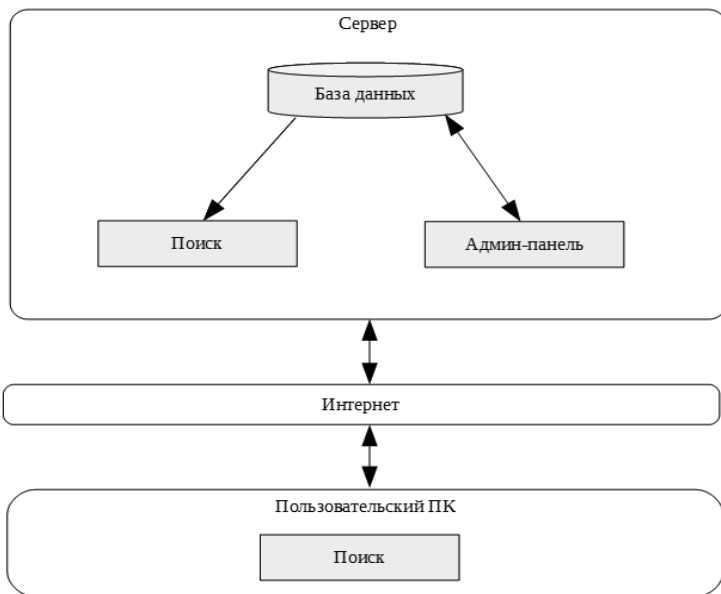 Сервер
База данных
Поиск
Админ-панель
Интернет
Пользовательский ПК
Поиск